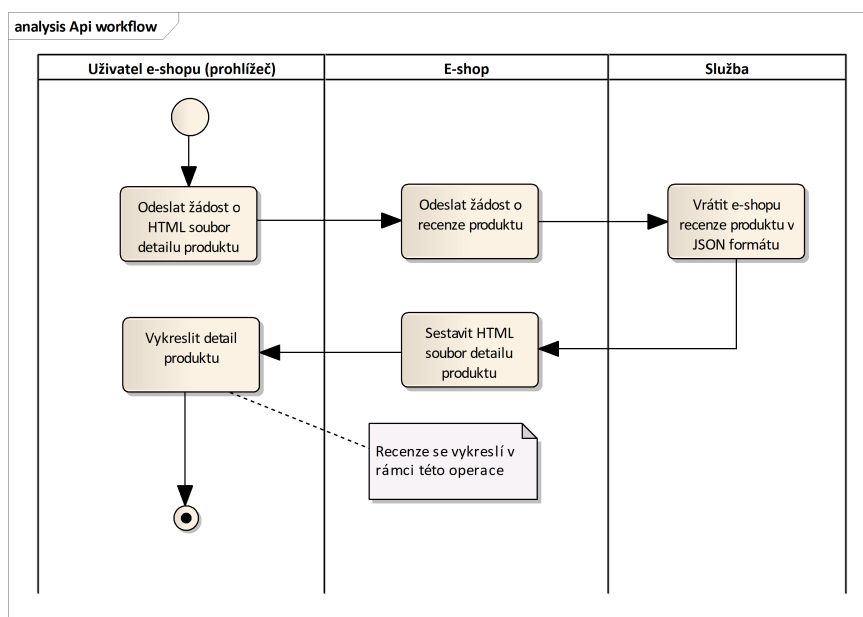 analysis Api workflow
Uživatel e-shopu (prohlížeč)
E-shop
Služba
Odeslat žádost o
HTML soubor
detailu produktu
Odeslat žádost o
recenze produktu
Vrátit e-shopu
recenze produktu v
JSON formátu
Vykreslit detail
produktu
Sestavit HTML
soubor detailu
produktu
Recenze se vykreslí v
rámci této operace